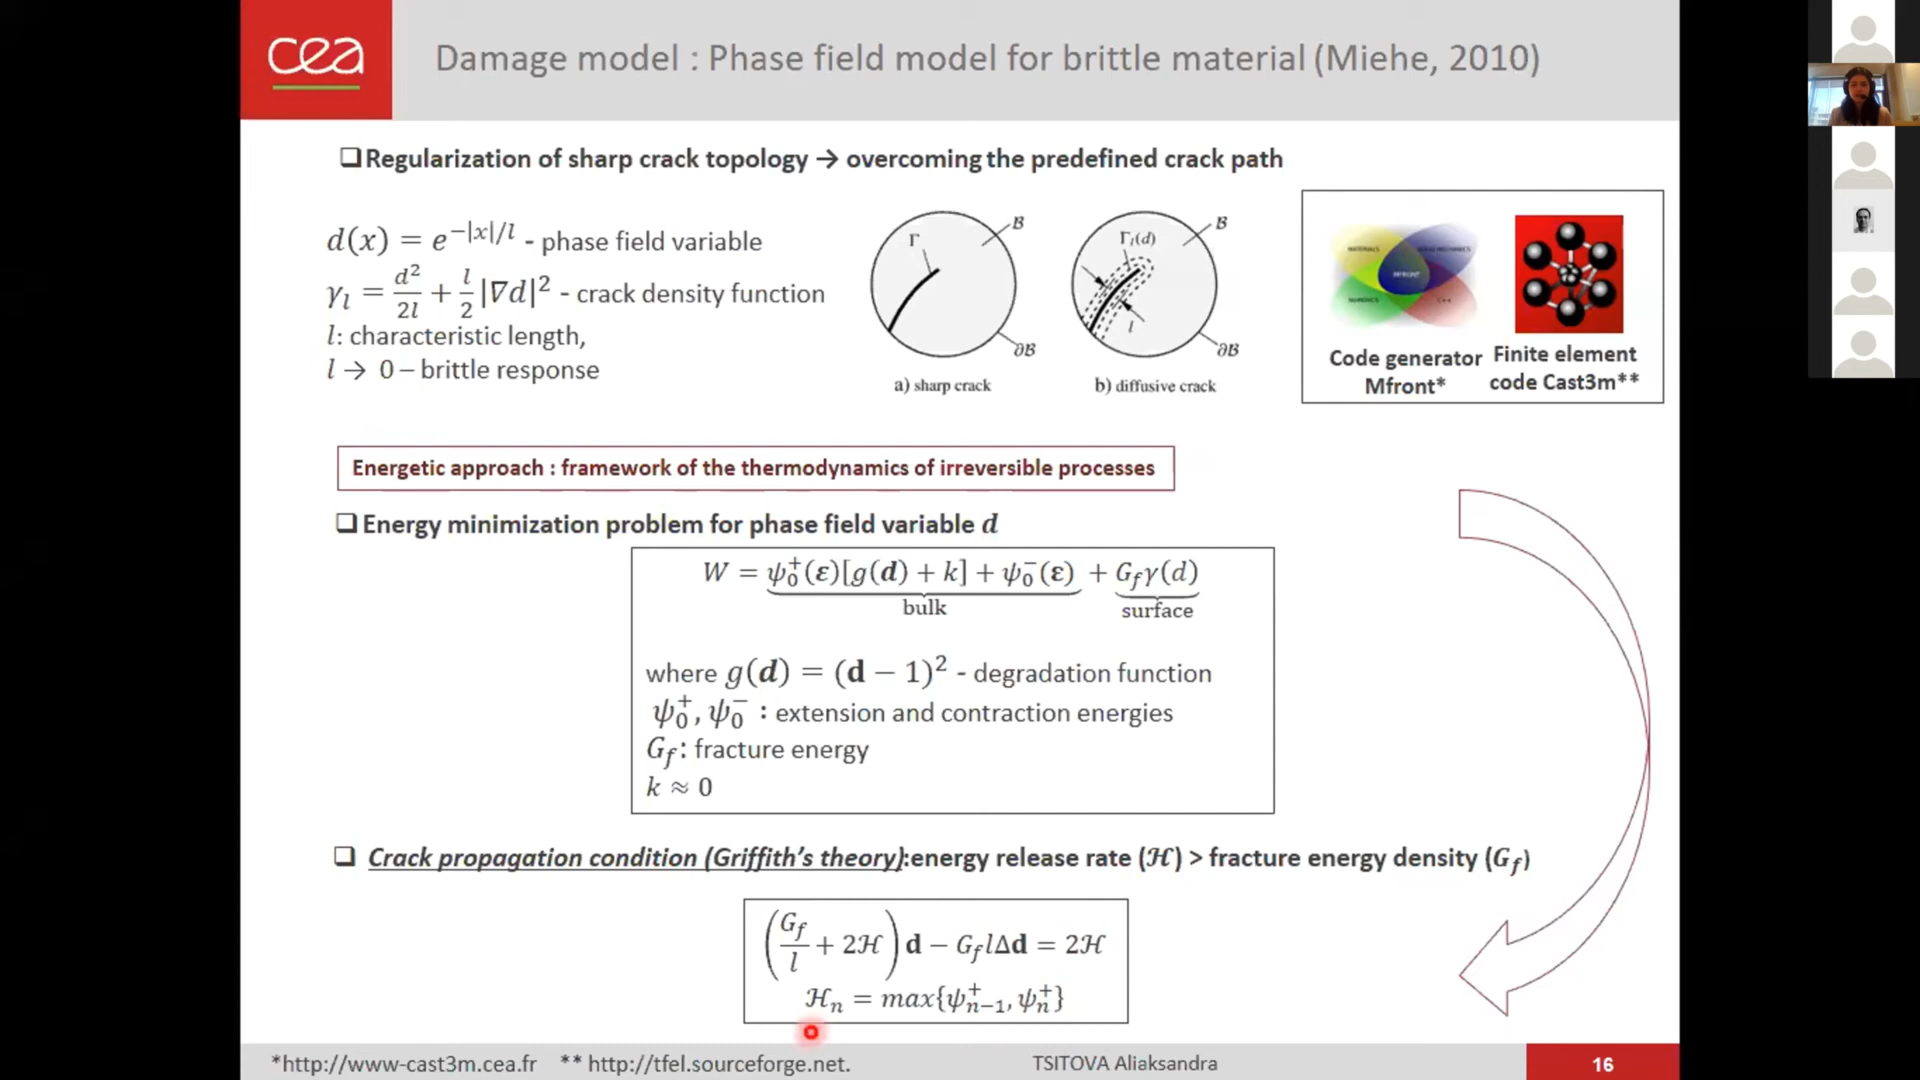 cea
Damage model : Phase field model for brittle material (Miehe, 2010)
❑Regularization of sharp crack topology → overcoming the predefined crack path
d(x) = e^{−|x|/l} - phase field variable
γ_l = d²/2l + l/2 |∇d|² - crack density function
l: characteristic length,
l → 0 – brittle response
Γ
B
∂B
a) sharp crack
Γ_l(d)
B
l
∂B
b) diffusive crack
MATERIALS
MECHANICS
MFRONT
NUMERICS
C++
Code generator
Mfront*
Finite element
code Cast3m**
Energetic approach : framework of the thermodynamics of irreversible processes
❑Energy minimization problem for phase field variable d
W = ψ₀⁺(ε)[g(d) + k] + ψ₀⁻(ε) + G_fγ(d)
bulk
surface
where g(d) = (d − 1)² - degradation function
ψ₀⁺, ψ₀⁻ : extension and contraction energies
G_f: fracture energy
k ≈ 0
❑ Crack propagation condition (Griffith's theory):energy release rate (ℋ) > fracture energy density (G_f)
(G_f/l + 2ℋ) d − G_f lΔd = 2ℋ
ℋ_n = max{ψ⁺_{n−1}, ψ⁺_n}
*http://www-cast3m.cea.fr ** http://tfel.sourceforge.net.
TSITOVA Aliaksandra
16